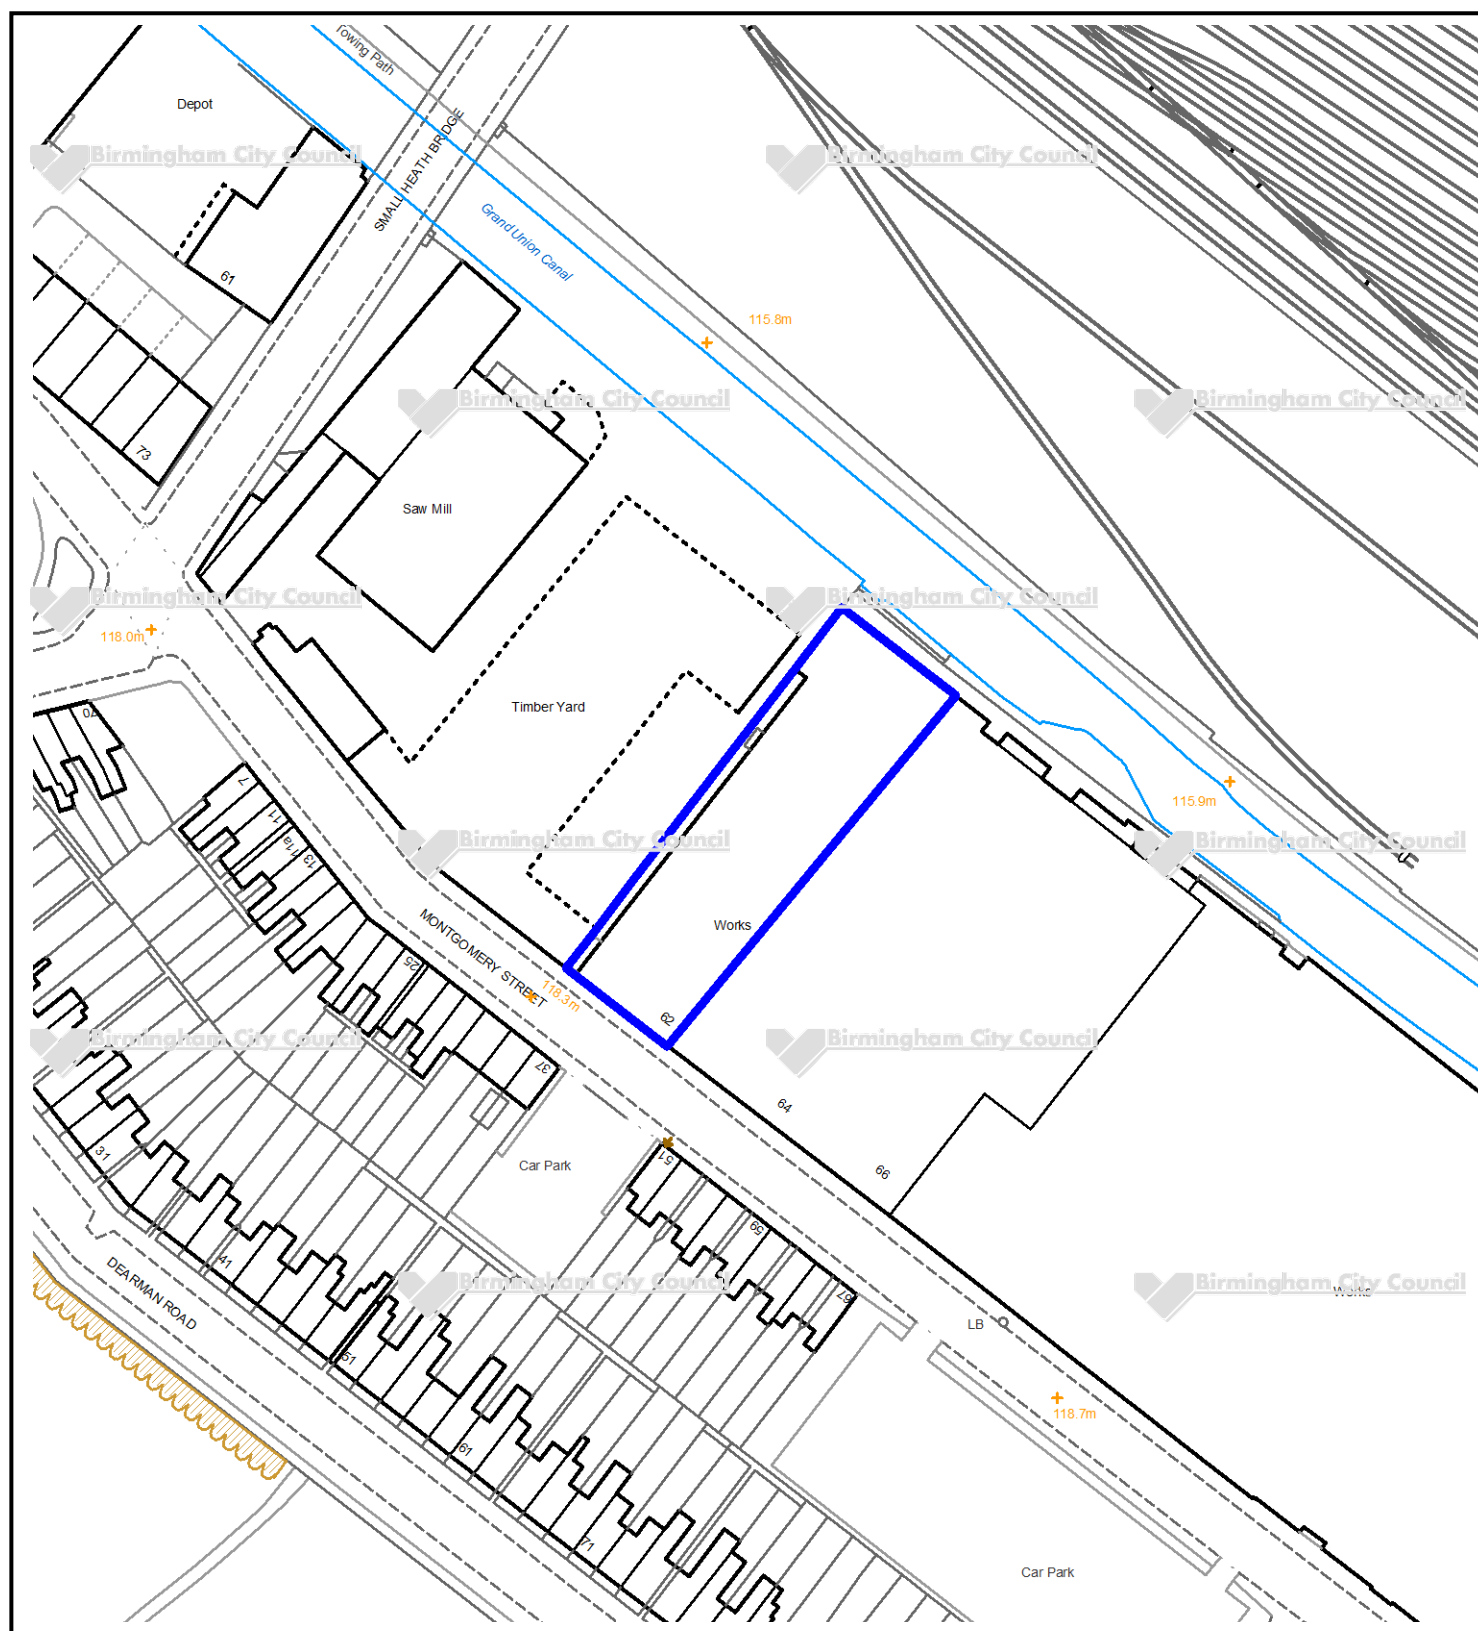 Towing Path
Depot
Birmingham City Council
Birmingham City Council
SMALL HEATH BRIDGE
Grand Union Canal
61
115.8m
Birmingham City Council
Birmingham City Council
73
Saw Mill
Birmingham City Council
Birmingham City Council
118.0m
70
Timber Yard
7
11
11a
13
115.9m
Birmingham City Council
Birmingham City Council
MONTGOMERY STREET
Works
25
118.3m
62
Birmingham City Council
Birmingham City Council
37
64
31
Car Park
51
66
59
41
DEARMAN ROAD
Birmingham City Council
Birmingham City Council
67
Works
LB
51
118.7m
61
71
Car Park